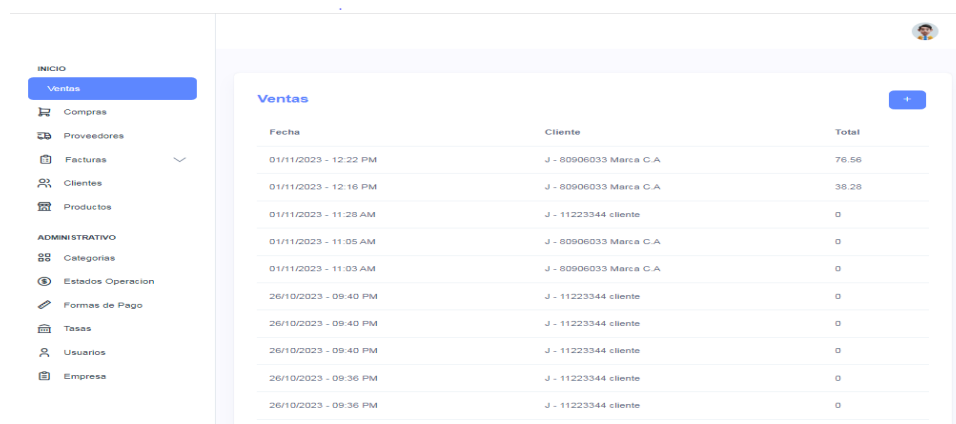 INICIO
Ventas
Compras
Proveedores
Facturas
Clientes
Productos
ADMINISTRATIVO
Categorias
Estados Operacion
Formas de Pago
Tasas
Usuarios
Empresa
Ventas
+
Fecha Cliente Total
01/11/2023 - 12:22 PM J - 80906033 Marca C.A 76.56
01/11/2023 - 12:16 PM J - 80906033 Marca C.A 38.28
01/11/2023 - 11:28 AM J - 11223344 cliente 0
01/11/2023 - 11:05 AM J - 80906033 Marca C.A 0
01/11/2023 - 11:03 AM J - 80906033 Marca C.A 0
26/10/2023 - 09:40 PM J - 11223344 cliente 0
26/10/2023 - 09:40 PM J - 11223344 cliente 0
26/10/2023 - 09:40 PM J - 11223344 cliente 0
26/10/2023 - 09:36 PM J - 11223344 cliente 0
26/10/2023 - 09:36 PM J - 11223344 cliente 0